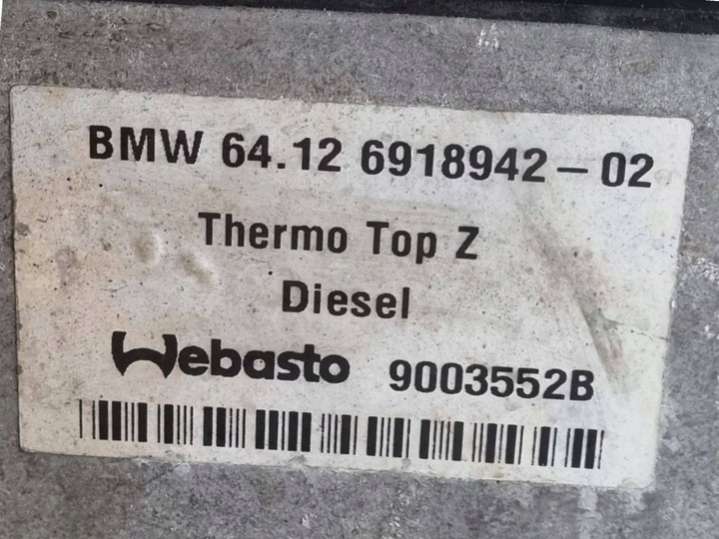 BMW 64.12 6918942-02
Thermo Top Z
Diesel
Webasto 9003552B